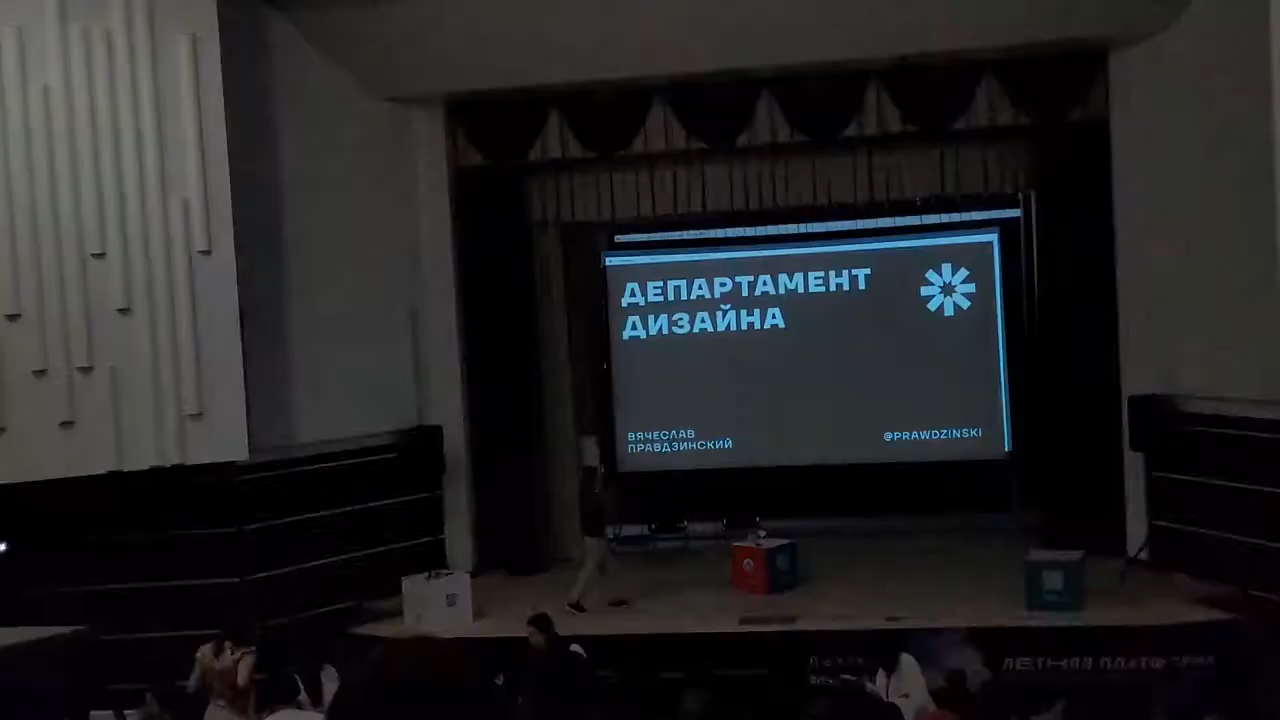 ДЕПАРТАМЕНТ
ДИЗАЙНА
ВЯЧЕСЛАВ
ПРАВДЗИНСКИЙ
@PRAWDZINSKI